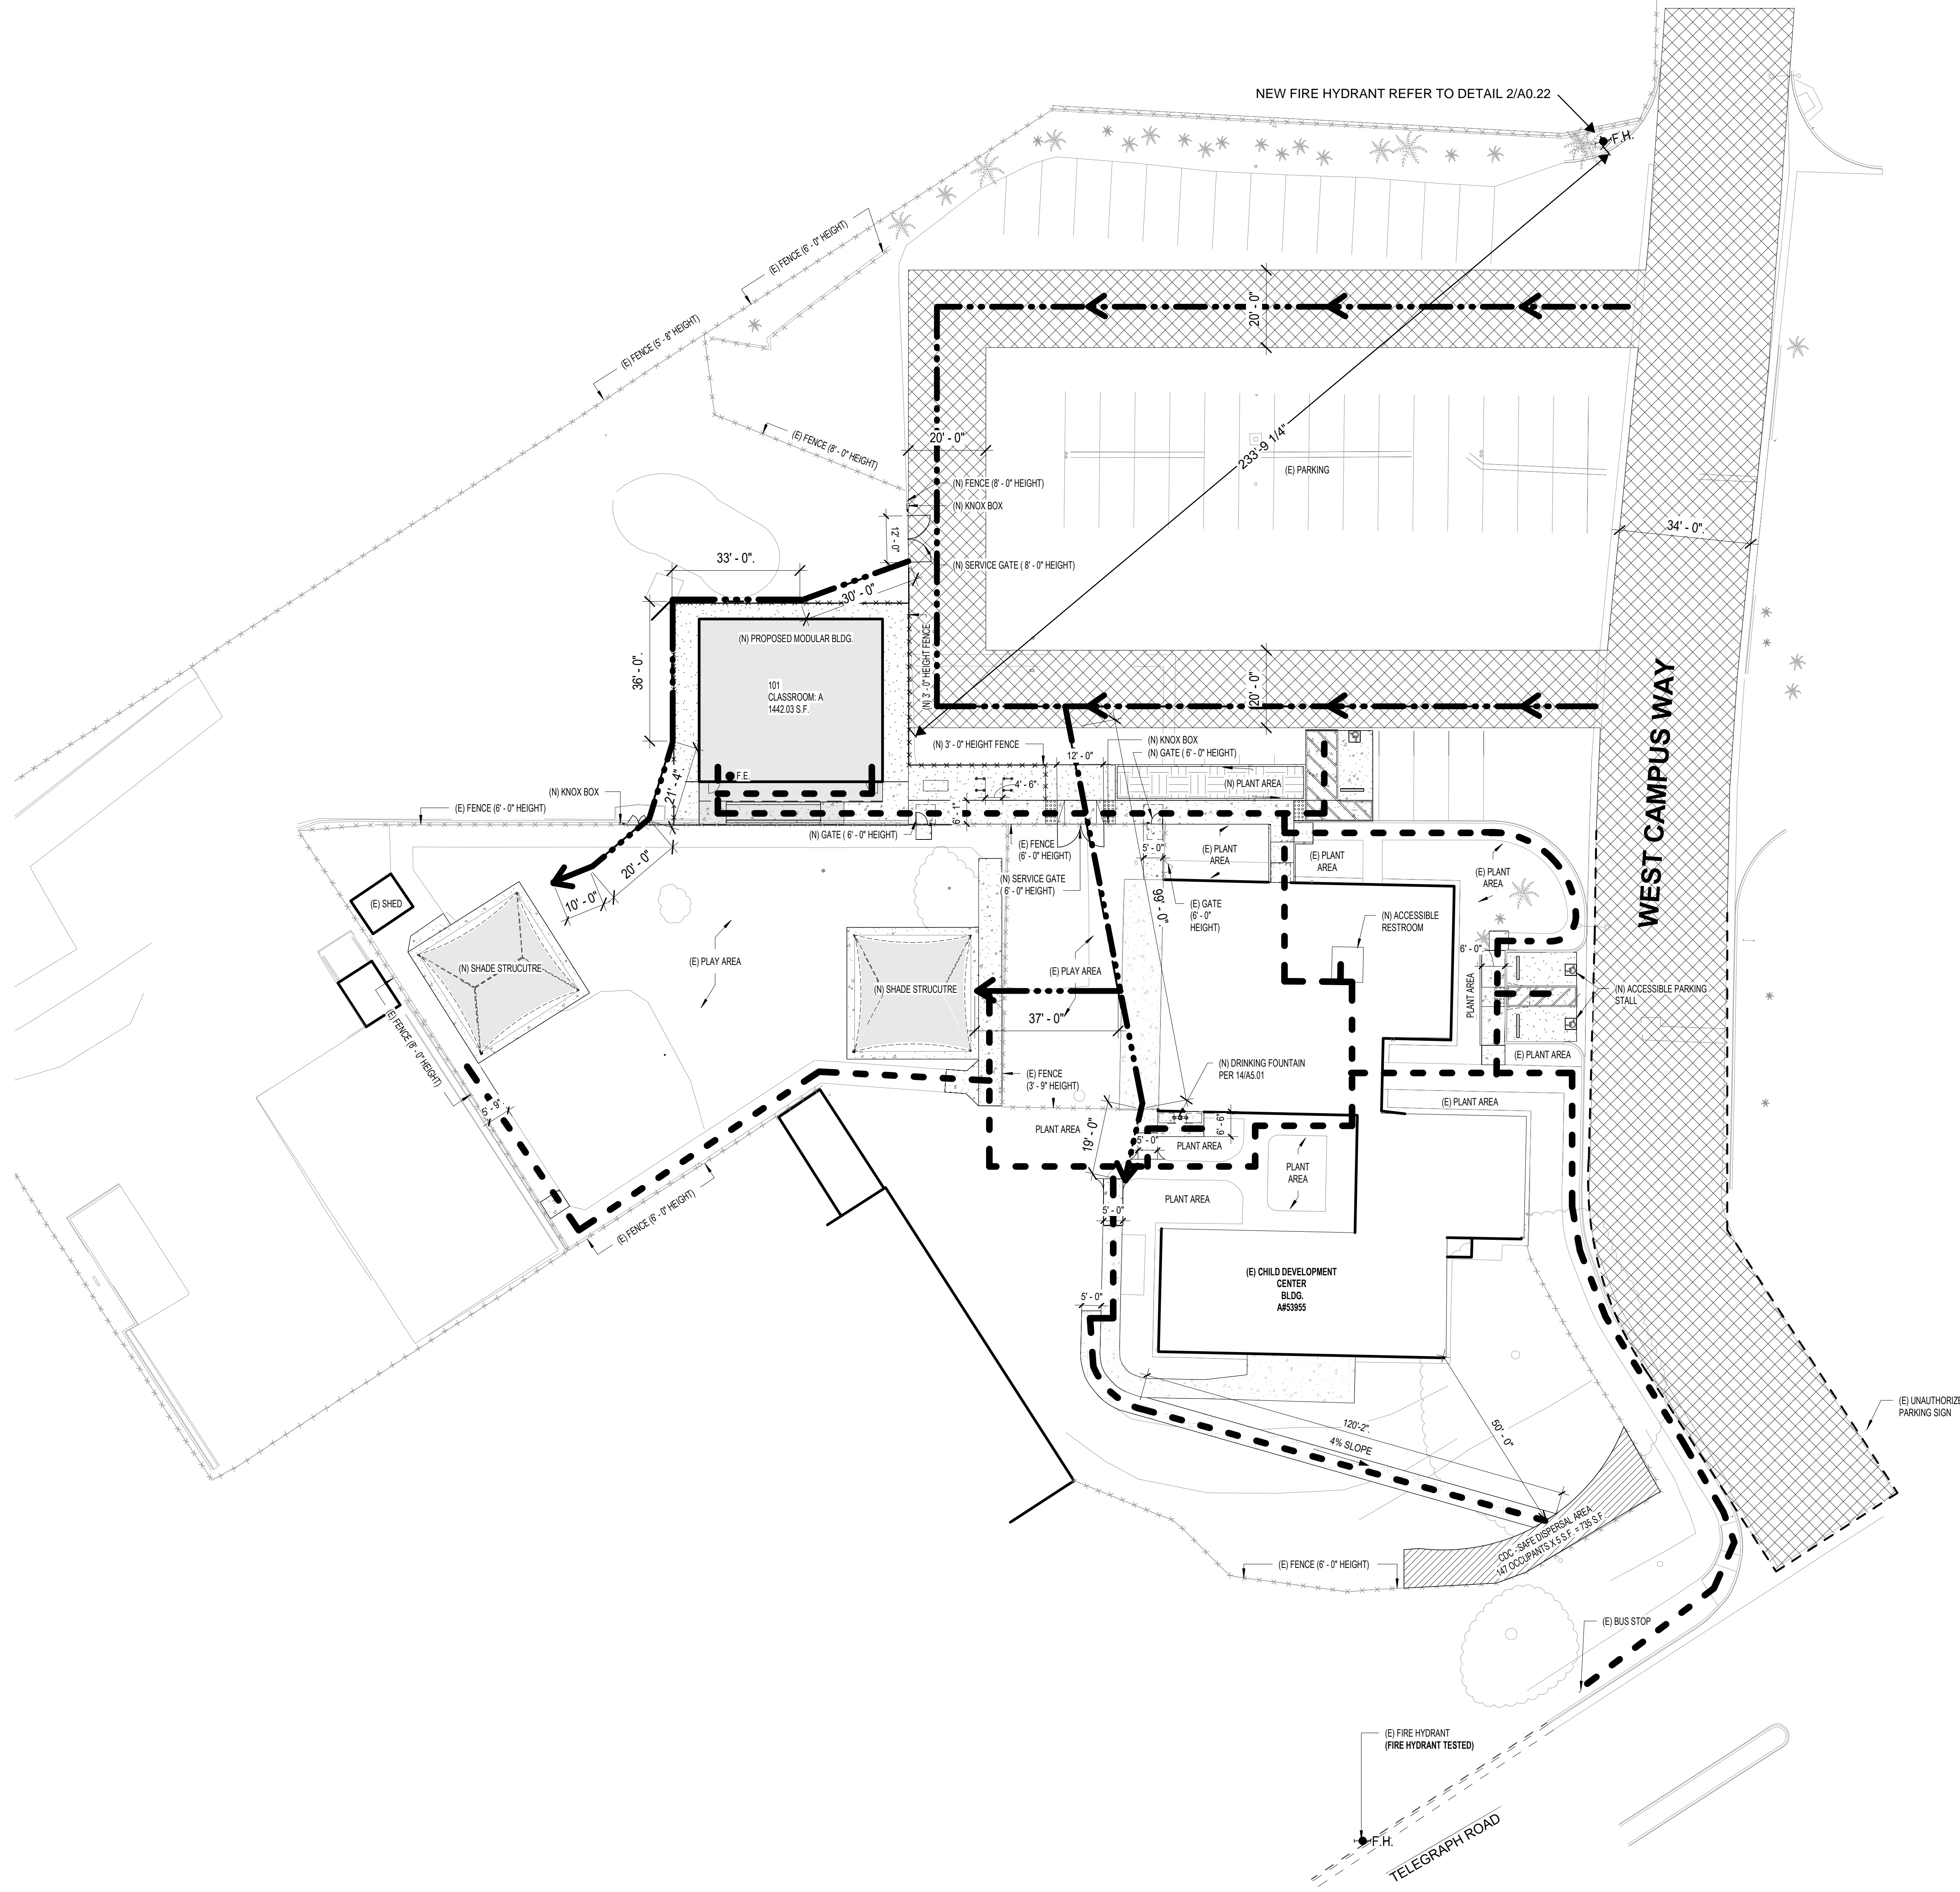 NEW FIRE HYDRANT REFER TO DETAIL 2/A0.22
F.H.
(E) FENCE (6' - 0" HEIGHT)
(E) FENCE (5' - 8" HEIGHT)
20' - 0"
(E) FENCE (8' - 0" HEIGHT)
20' - 0"
233'-9 1/4"
(E) PARKING
(N) FENCE (8' - 0" HEIGHT)
(N) KNOX BOX
12' - 0"
34' - 0".
(N) SERVICE GATE ( 8' - 0" HEIGHT)
33' - 0".
30' - 0"
(N) PROPOSED MODULAR BLDG.
(N) 3' - 0" HEIGHT FENCE
36' - 0".
101
CLASSROOM: A
1442.03 S.F.
20' - 0"
WEST CAMPUS WAY
(N) 3' - 0" HEIGHT FENCE
12' - 0"
(N) KNOX BOX
(N) GATE ( 6' - 0" HEIGHT)
F.E.
21' - 4"
4' - 6"
(N) PLANT AREA
(N) KNOX BOX
(E) FENCE (6' - 0" HEIGHT)
6' - 1"
(N) GATE ( 6' - 0" HEIGHT)
(E) FENCE
(6' - 0" HEIGHT)
5' - 0"
(E) PLANT
AREA
(E) PLANT
AREA
(E) PLANT
AREA
20' - 0"
10' - 0"
(N) SERVICE GATE
( 6' - 0" HEIGHT)
99' - 0"
(E) GATE
(6' - 0"
HEIGHT)
(E) SHED
(N) ACCESSIBLE
RESTROOM
6' - 0".
(N) SHADE STRUCUTRE
(E) PLAY AREA
(E) PLAY AREA
(N) SHADE STRUCUTRE
PLANT AREA
(N) ACCESSIBLE PARKING
STALL
37' - 0"
(E) FENCE (8' - 0" HEIGHT)
(E) PLANT AREA
(N) DRINKING FOUNTAIN
PER 14/A5.01
(E) FENCE
(3' - 9" HEIGHT)
5' - 9".
(E) PLANT AREA
PLANT AREA
19' - 0"
6' - 6"
5' - 0"
PLANT AREA
PLANT
AREA
PLANT AREA
5' - 0"
(E) FENCE (6' - 0" HEIGHT)
(E) CHILD DEVELOPMENT
CENTER
BLDG.
A#53955
5' - 0"
120'-2".
4% SLOPE
50' - 0"
(E) UNAUTHORIZE
PARKING SIGN
CDC - SAFE DISPERSAL AREA
147 OCCUPANTS X 5 S.F. = 735 S.F.
(E) FENCE (6' - 0" HEIGHT)
(E) BUS STOP
(E) FIRE HYDRANT
(FIRE HYDRANT TESTED)
F.H.
TELEGRAPH ROAD